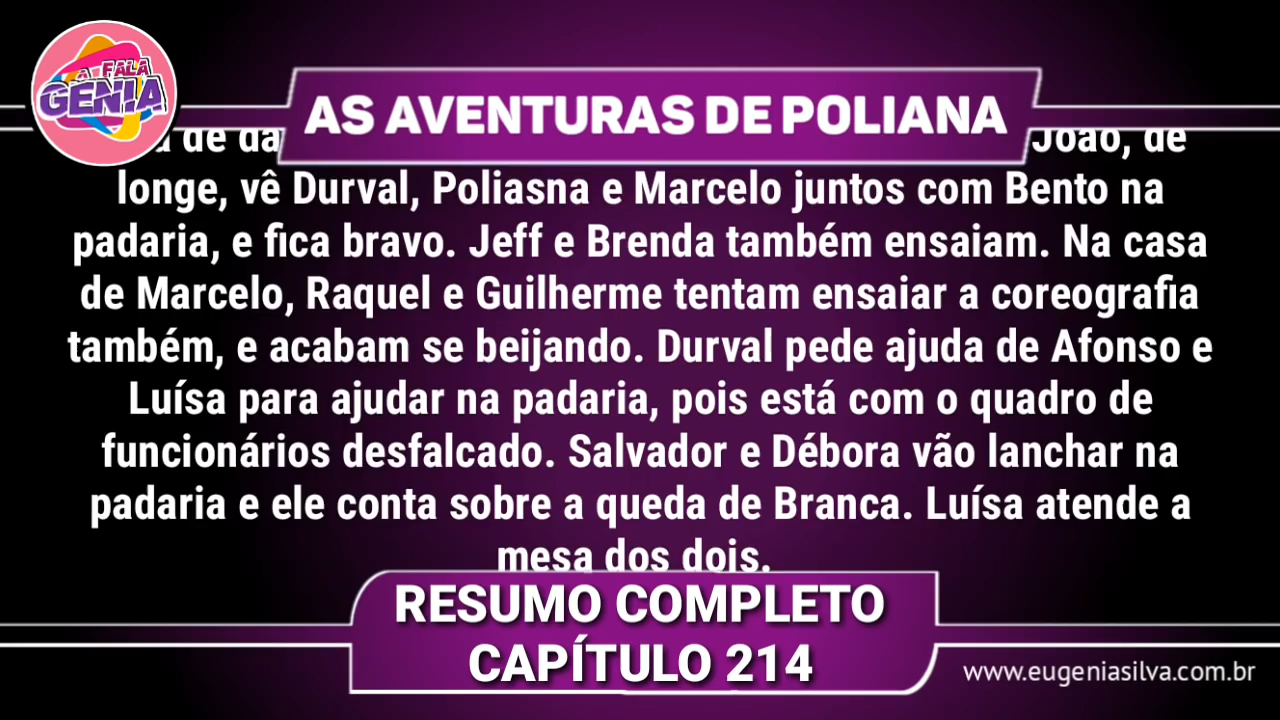 A FALA
GENIA
AS AVENTURAS DE POLIANA
de da
João, de
longe, vê Durval, Poliasna e Marcelo juntos com Bento na
padaria, e fica bravo. Jeff e Brenda também ensaiam. Na casa
de Marcelo, Raquel e Guilherme tentam ensaiar a coreografia
também, e acabam se beijando. Durval pede ajuda de Afonso e
Luísa para ajudar na padaria, pois está com o quadro de
funcionários desfalcado. Salvador e Débora vão lanchar na
padaria e ele conta sobre a queda de Branca. Luísa atende a
mesa dos dois.
RESUMO COMPLETO
CAPÍTULO 214
www.eugeniasilva.com.br